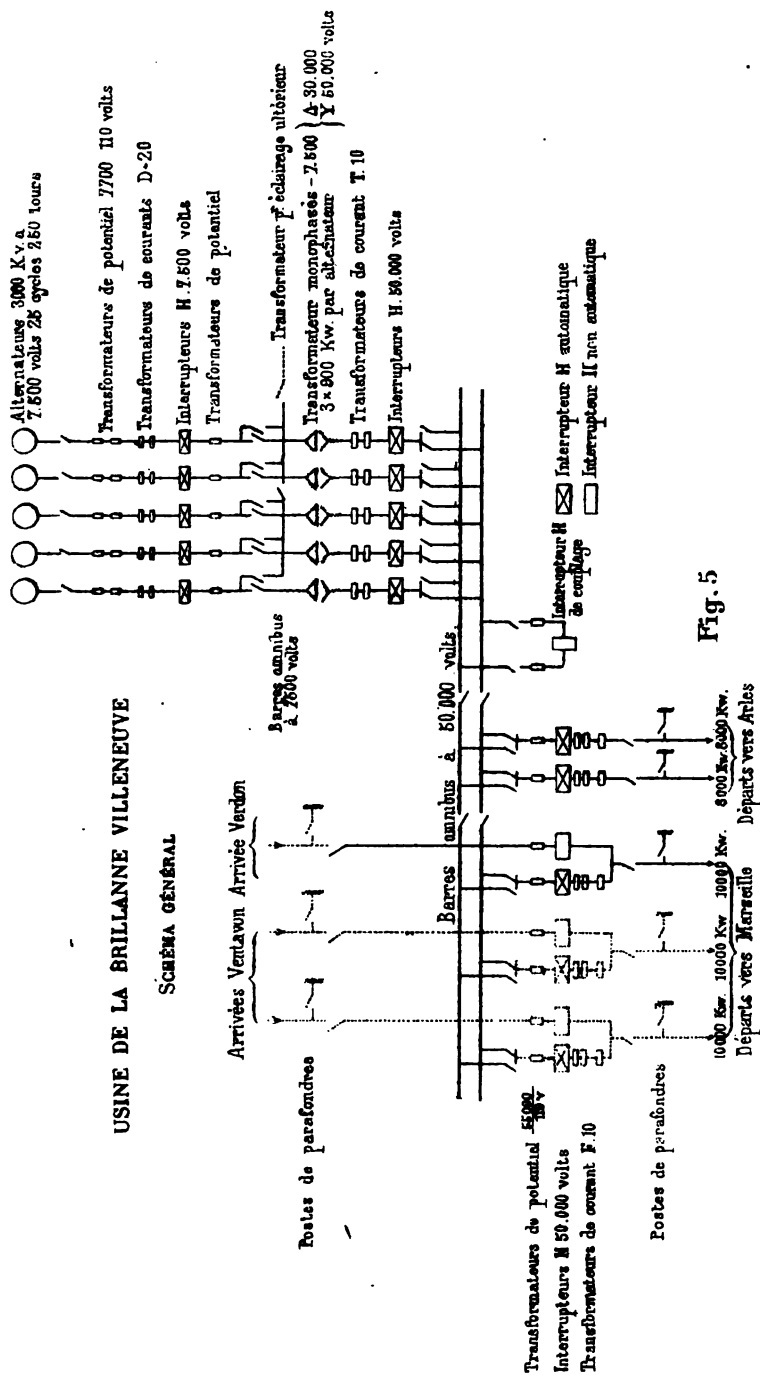 USINE DE LA BRILLANNE VILLENEUVE
SCHÉMA GÉNÉRAL
Alternateurs 3000 K.v.a
7.500 volts 25 cycles 250 tours
Transformateurs de potentiel 7700 110 volts
Transformateurs de courants D-20
Interrupteurs H.7.500 volts
Transformateurs de potentiel
Transformateur pr éclairage ultérieur
Transformateur monophasés - 7.500 { Δ 30.000
Y 50.000 volts
3 × 900 Kw. par alternateur
Transformateurs de courant T.10
Interrupteurs H.50.000 volts
Barres omnibus
à 7500 volts
Arrivées Ventavon
Arrivée Verdon
Postes de parafondres
Barres omnibus à 50.000 volts
Interrupteur H
de couplage
Interrupteur H automatique
Interrupteur H non automatique
Transformateurs de potentiel
Interrupteurs H 50.000 volts
Transformateurs de courant F.10
Postes de parafondres
10000 Kw. 10000 Kw 10000 Kw.
Départs vers Marseille
8000 Kw. 8000 Kw.
Départs vers Arles
Fig. 5